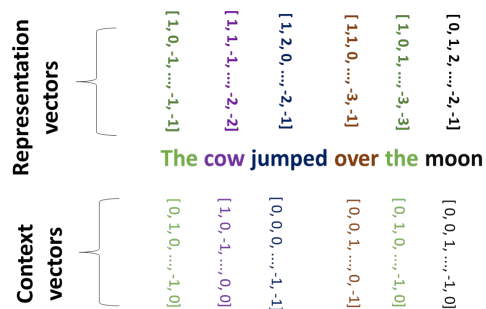 Representation vectors
[ 1, 0, -1, ..., -1, -1]
[ 1, 1, -1, ..., -2, -2]
[ 1, 2, 0, ..., -2, -1]
[ 1,1, 0, ..., -3, -1]
[ 1, 0, 1, ..., -3, -3]
[ 0, 1, 2, ..., -2, -1]
The cow jumped over the moon
Context vectors
[ 0, 1, 0, ..., -1, 0]
[ 1, 0, -1, ..., 0, 0]
[ 0, 0, 0, ..., -1, -1]
[ 0, 0, 1, ..., 0, -1]
[ 0, 1, 0, ..., -1, 0]
[ 0, 0, 1, ..., -1, 0]